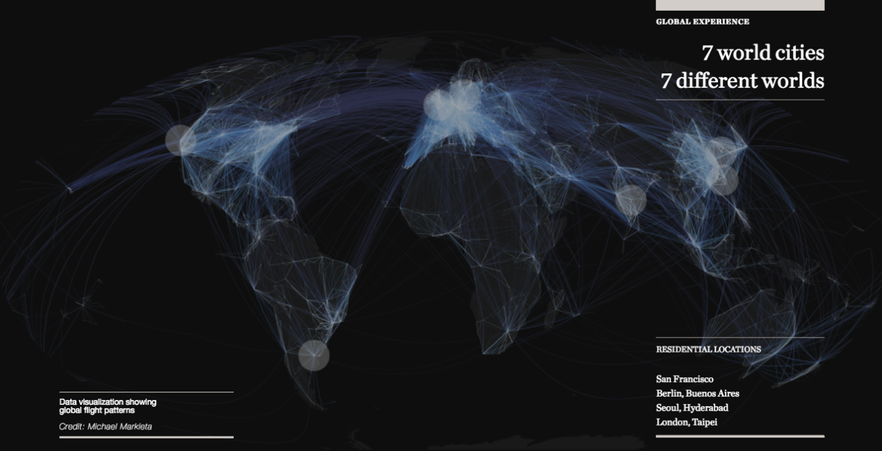 GLOBAL EXPERIENCE
7 world cities
7 different worlds
RESIDENTIAL LOCATIONS
San Francisco
Berlin, Buenos Aires
Seoul, Hyderabad
London, Taipei
Data visualization showing
global flight patterns
Credit: Michael Markieta